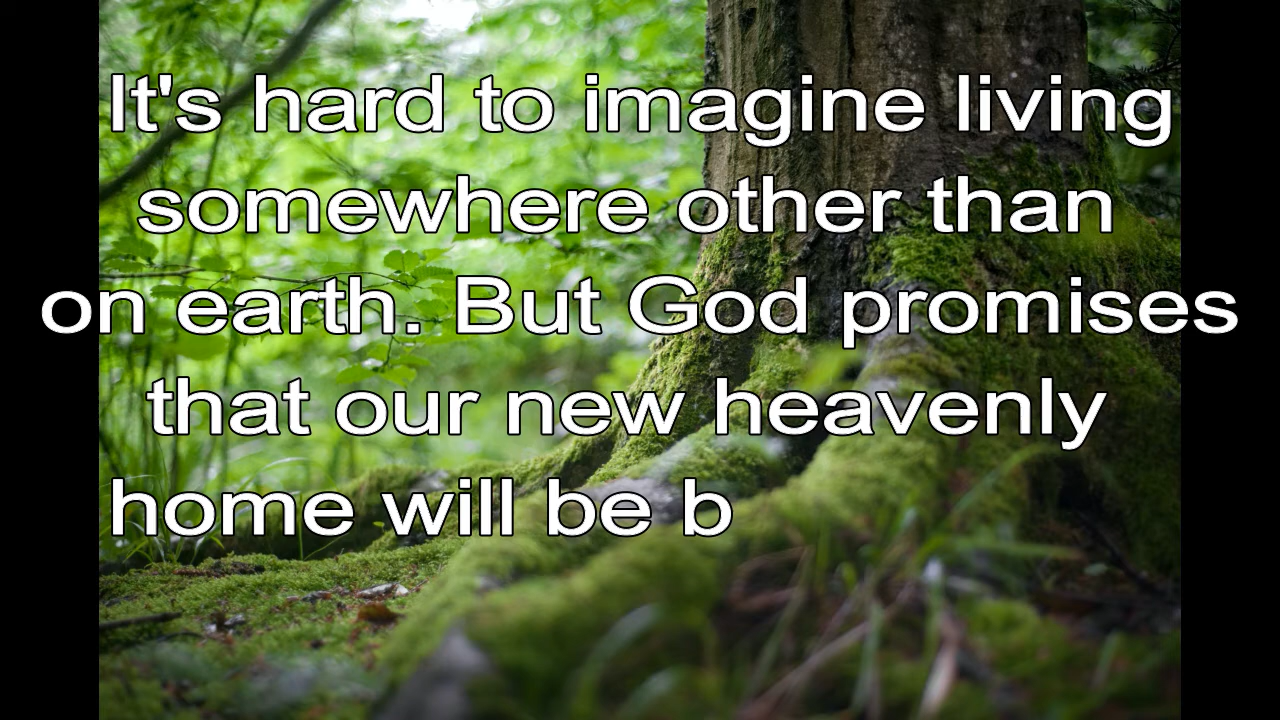 It's hard to imagine living
somewhere other than
on earth. But God promises
that our new heavenly
home will be b